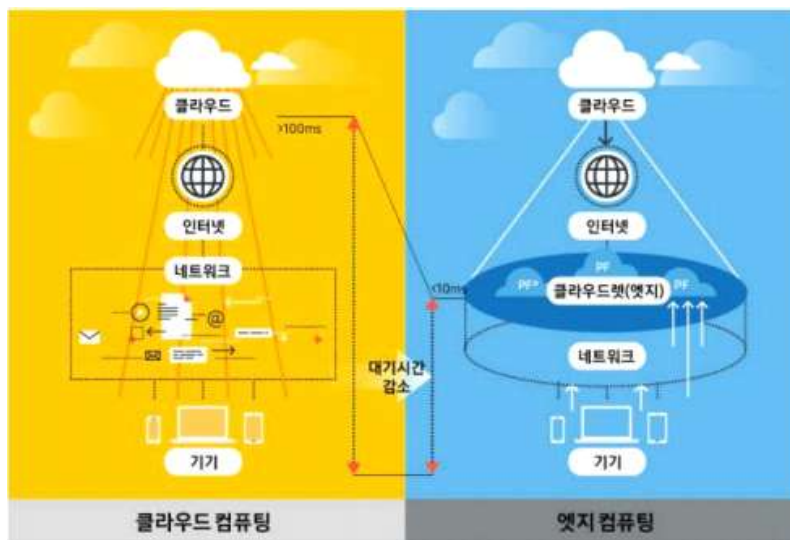 클라우드
>100ms
인터넷
네트워크
@
대기시간
감소
기기
클라우드 컴퓨팅
클라우드
인터넷
<10ms
PF
PF
클라우드렛(엣지)
네트워크
기기
엣지 컴퓨팅